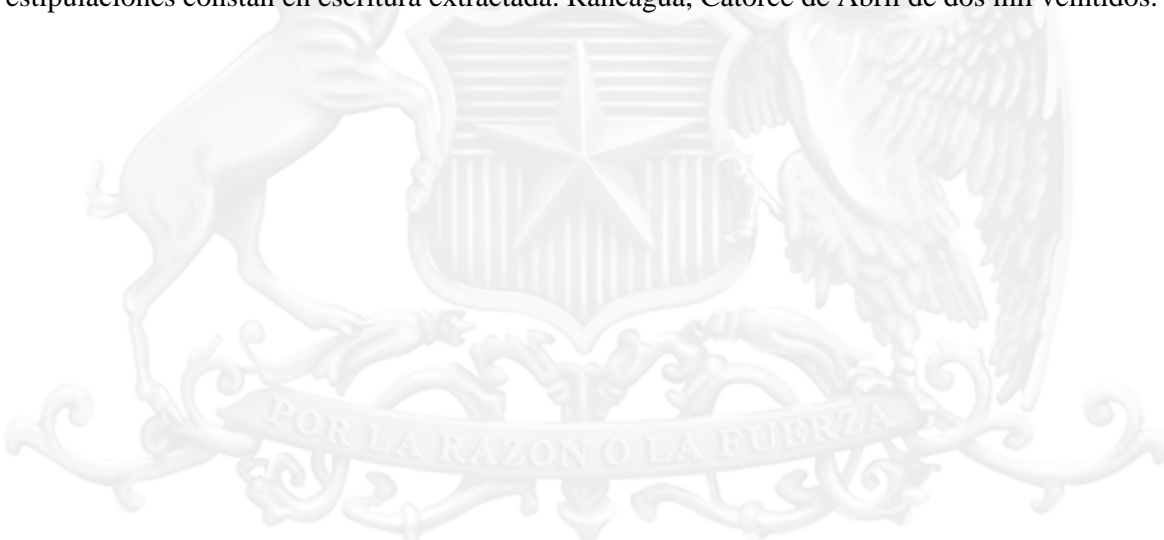 estipulaciones constan en escritura extractada. Rancagua, Catorce de Abril de dos mil veintidós.
POR LA RAZON O LA FUERZA